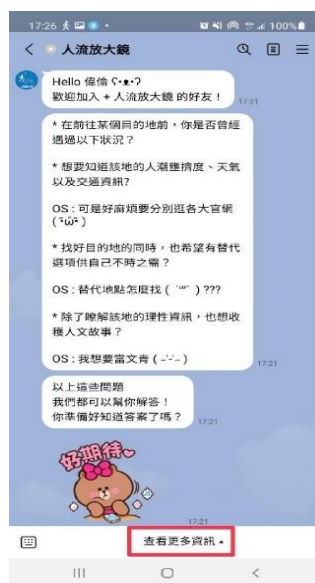 17:26
100%
人流放大鏡
Hello 偉倫 ʕ•ᴥ•ʔ
歡迎加入 + 人流放大鏡 的好友！
17:21
* 在前往某個目的地前，你是否曾經
遇過以下狀況？
* 想要知道該地的人潮擁擠度、天氣
以及交通資訊?
OS : 可是好麻煩要分別逛各大官網
(･ิω･ิ)
* 找好目的地的同時，也希望有替代
選項供自己不時之需？
OS : 替代地點怎麼找 ( ˙꒳˙ ) ???
* 除了瞭解該地的理性資訊，也想收
穫人文故事？
OS : 我想要當文青 ( ˗ˋˏ˗ )
17:21
以上這些問題
我們都可以幫你解答！
你準備好知道答案了嗎？
17:21
好期待
17:21
查看更多資訊